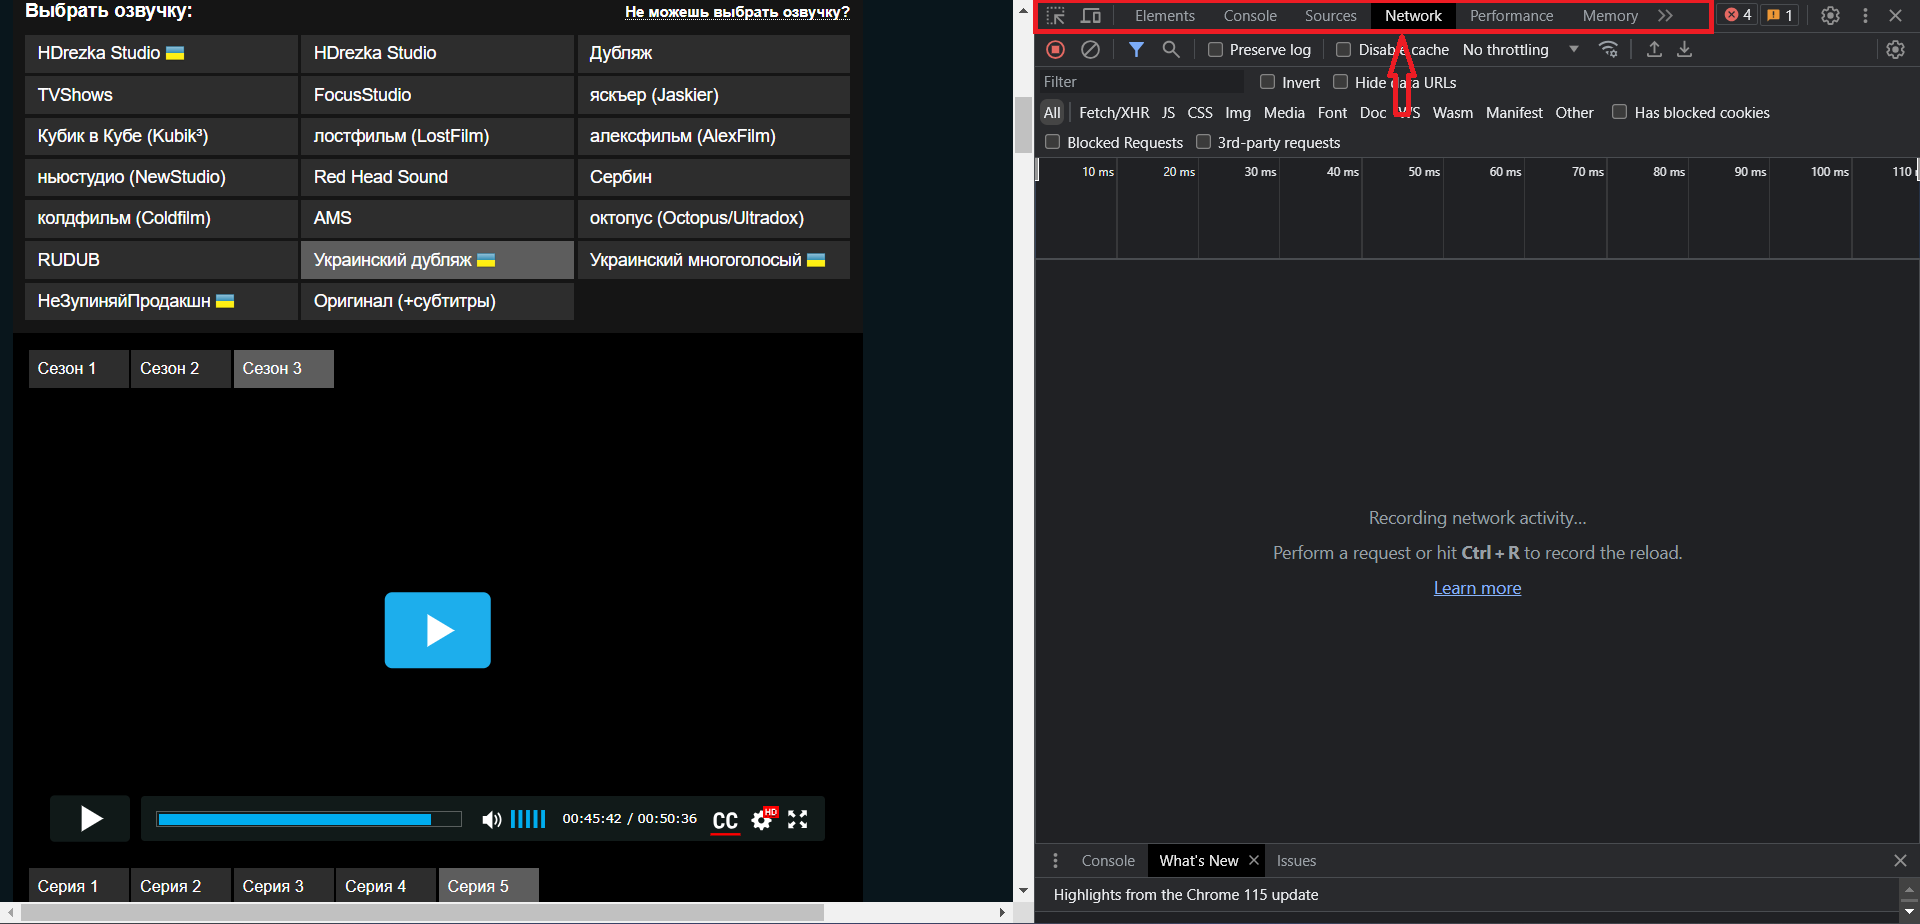 Выбрать озвучку:
Не можешь выбрать озвучку?
HDrezka Studio
HDrezka Studio
Дубляж
TVShows
FocusStudio
яскъер (Jaskier)
Кубик в Кубе (Kubik³)
лостфильм (LostFilm)
алексфильм (AlexFilm)
ньюстудио (NewStudio)
Red Head Sound
Сербин
колдфильм (Coldfilm)
AMS
октопус (Octopus/Ultradox)
RUDUB
Украинский дубляж
Украинский многоголосый
НеЗупиняйПродакшн
Оригинал (+субтитры)
Сезон 1
Сезон 2
Сезон 3
00:45:42 / 00:50:36
CC
HD
Серия 1
Серия 2
Серия 3
Серия 4
Серия 5
Elements
Console
Sources
Network
Performance
Memory
4
1
Preserve log
Disable cache
No throttling
Filter
Invert
Hide data URLs
All
Fetch/XHR
JS
CSS
Img
Media
Font
Doc
WS
Wasm
Manifest
Other
Has blocked cookies
Blocked Requests
3rd-party requests
10 ms
20 ms
30 ms
40 ms
50 ms
60 ms
70 ms
80 ms
90 ms
100 ms
110
Recording network activity…
Perform a request or hit Ctrl + R to record the reload.
Learn more
Console
What's New
Issues
Highlights from the Chrome 115 update